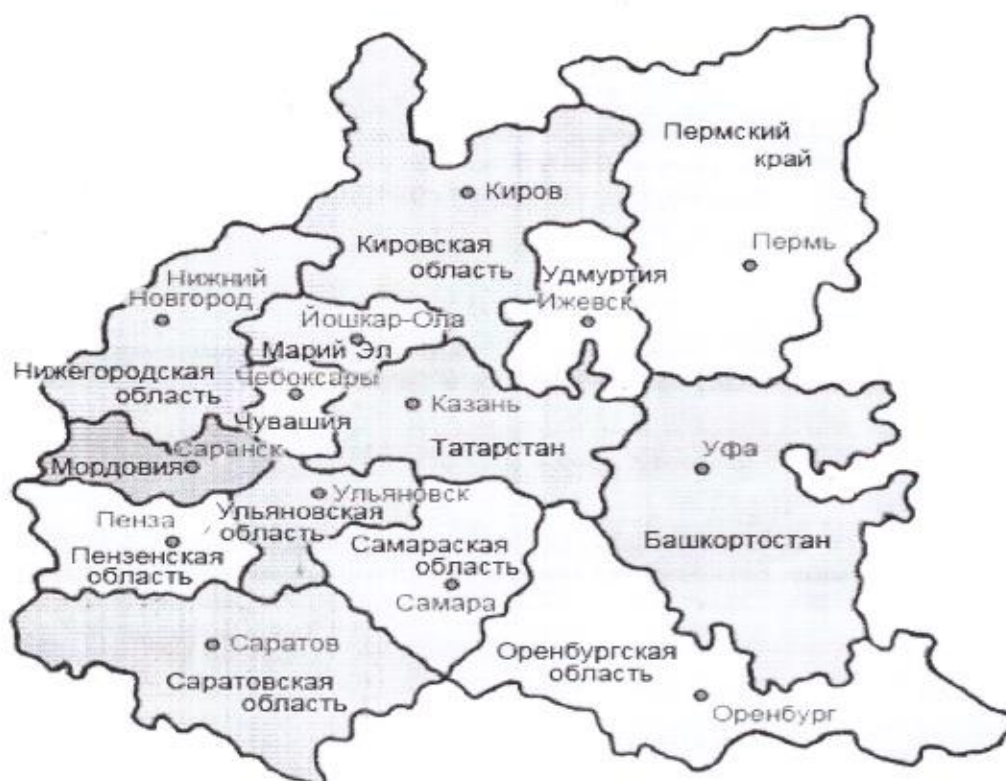 Пермский
край
Киров
Пермь
Кировская
область
Удмуртия
Ижевск
Нижний
Новгород
Йошкар-Ола
Марий Эл
Нижегородская
область
Чебоксары
Чувашия
Казань
Татарстан
Саранск
Мордовия
Уфа
Ульяновск
Ульяновская
область
Пенза
Пензенская
область
Самараская
область
Самара
Башкортостан
Саратов
Саратовская
область
Оренбургская
область
Оренбург